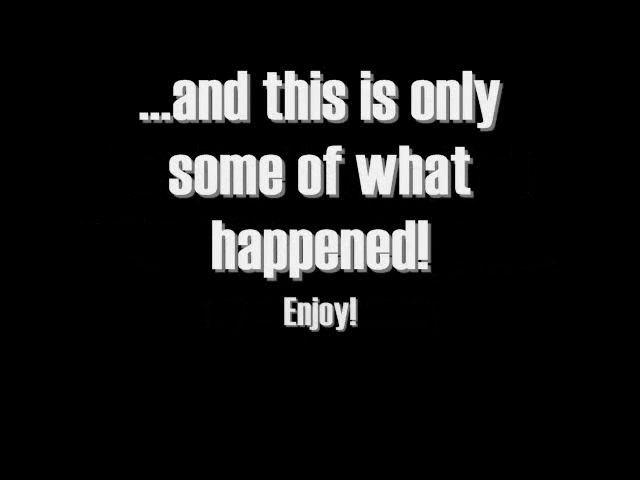 ...and this is only
some of what
happened!
Enjoy!